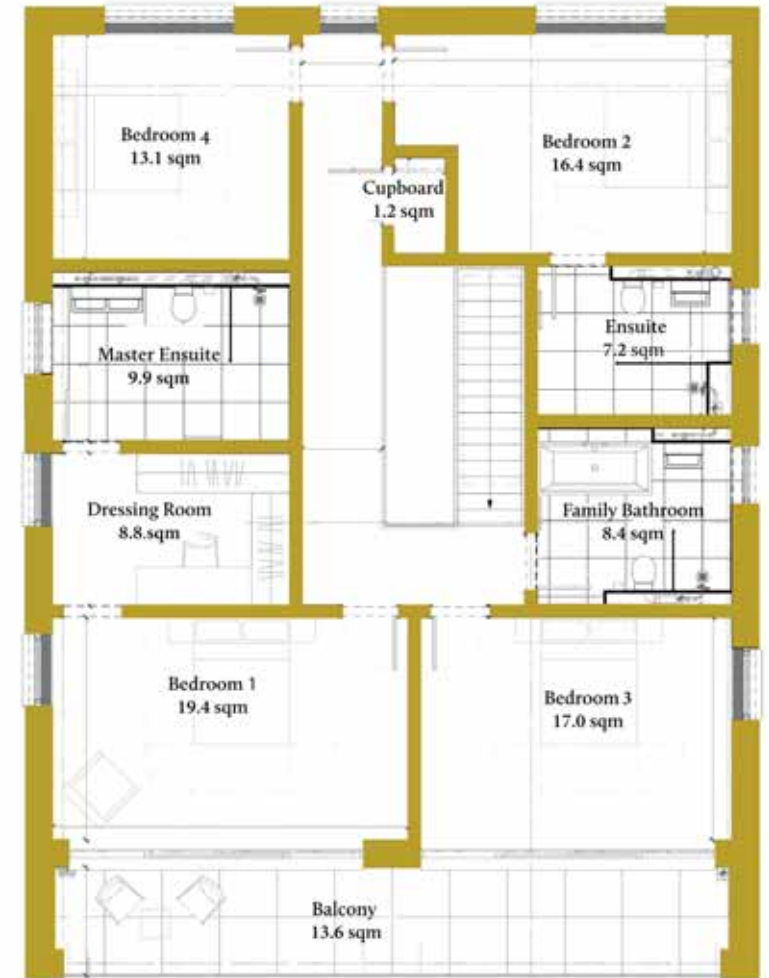 Bedroom 4
13.1 sqm
Bedroom 2
16.4 sqm
Cupboard
1.2 sqm
Master Ensuite
9.9 sqm
Ensuite
7.2 sqm
Dressing Room
8.8.sqm
Family Bathroom
8.4 sqm
Bedroom 1
19.4 sqm
Bedroom 3
17.0 sqm
Balcony
13.6 sqm